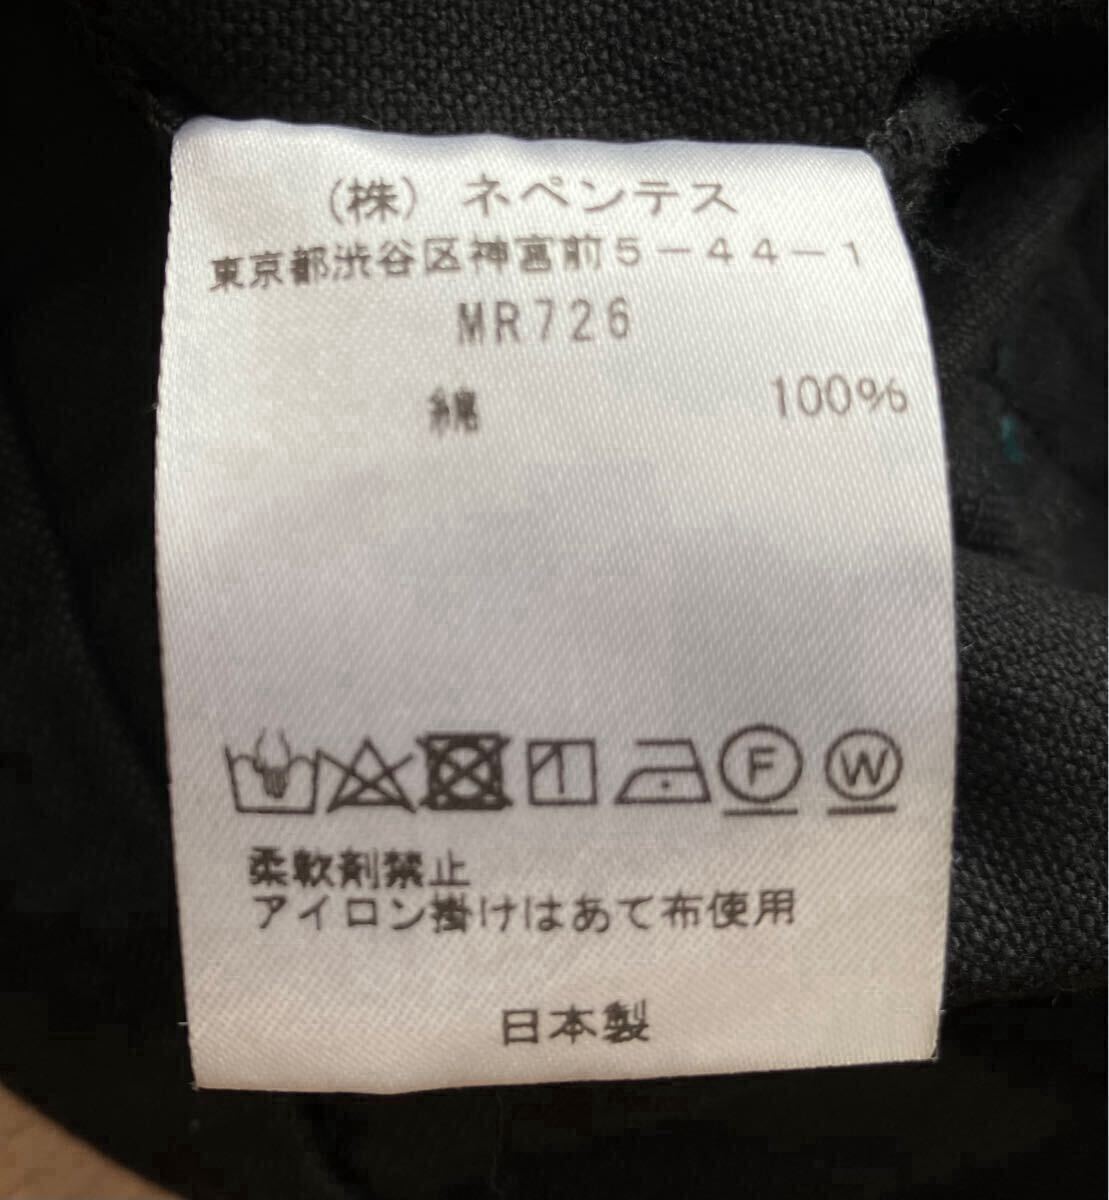 (株) ネペンテス
東京都渋谷区神宮前5-44-1
MR726
綿 100%
F W
柔軟剤禁止
アイロン掛けはあて布使用
日本製